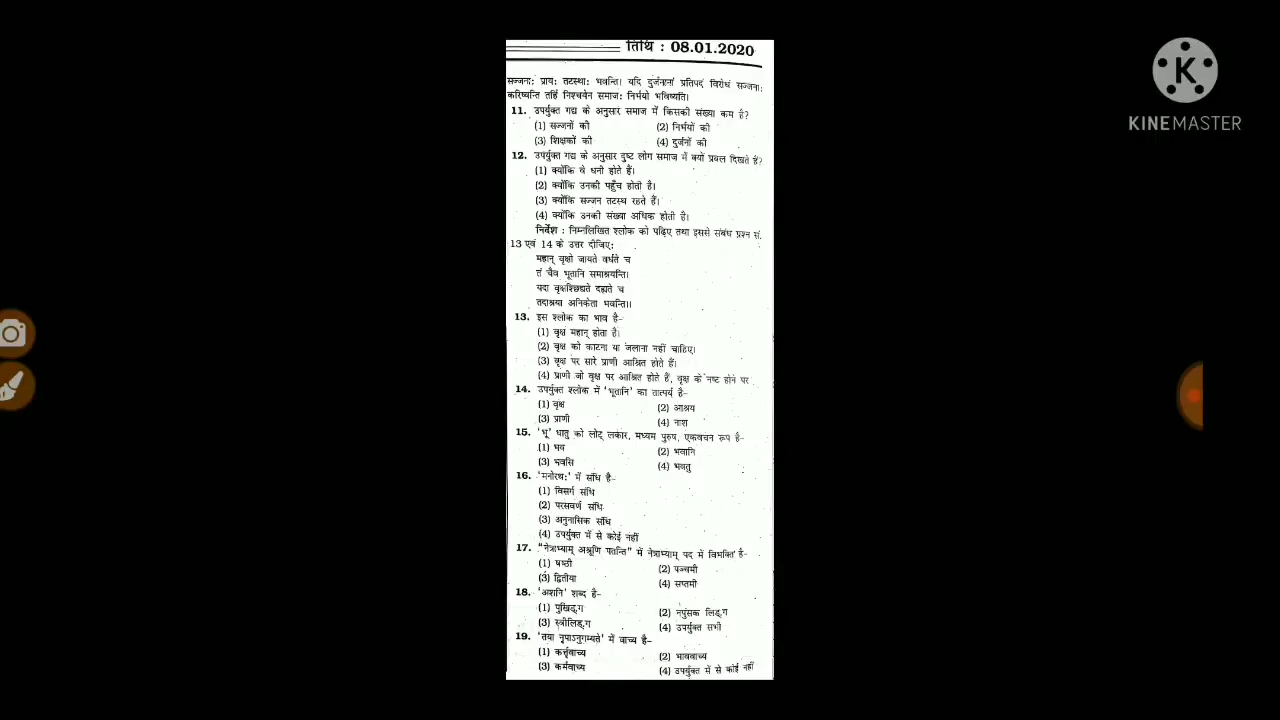 तिथि : 08.01.2020
सज्जनाः प्रायः तटस्थाः भवन्ति। यदि दुर्जनानां प्रतिपदं विरोधं सज्जनाः
करिष्यन्ति तर्हि निश्चयेन समाजः निर्भयो भविष्यति।
11. उपर्युक्त गद्य के अनुसार समाज में किसकी संख्या कम है?
(1) सज्जनों की (2) निर्भयों की
(3) शिक्षकों की (4) दुर्जनों की
12. उपर्युक्त गद्य के अनुसार दुष्ट लोग समाज में क्यों प्रबल दिखते हैं?
(1) क्योंकि वे धनी होते हैं।
(2) क्योंकि उनकी पहुँच होती है।
(3) क्योंकि सज्जन तटस्थ रहते हैं।
(4) क्योंकि उनकी संख्या अधिक होती है।
निर्देश : निम्नलिखित श्लोक को पढ़िए तथा इससे संबंध प्रश्न सं.
13 एवं 14 के उत्तर दीजिए:
महान् वृक्षो जायते वर्धते च
तं चैव भूतानि समाश्रयन्ति।
यदा वृक्षश्छिद्यते दह्यते च
तदाश्रया अनिकेता भवन्ति।।
13. इस श्लोक का भाव है-
(1) वृक्ष महान् होता है।
(2) वृक्ष को काटना या जलाना नहीं चाहिए।
(3) वृक्ष पर सारे प्राणी आश्रित होते हैं।
(4) प्राणी जो वृक्ष पर आश्रित होते हैं, वृक्ष के नष्ट होने पर
14. उपर्युक्त श्लोक में 'भूतानि' का तात्पर्य है-
(1) वृक्ष (2) आश्रय
(3) प्राणी (4) नाश
15. 'भू' धातु को लोट् लकार, मध्यम पुरुष, एकवचन रूप है-
(1) भव (2) भवानि
(3) भवसि (4) भवतु
16. 'मनोरथः' में संधि है-
(1) विसर्ग संधि
(2) परसवर्ण संधि
(3) अनुनासिक संधि
(4) उपर्युक्त में से कोई नहीं
17. "नेत्राभ्याम् अश्रूणि पतन्ति" में नेत्राभ्याम् पद में विभक्ति है-
(1) षष्ठी (2) पञ्चमी
(3) द्वितीया (4) सप्तमी
18. 'अशनि' शब्द है-
(1) पुल्लिङ्ग (2) नपुंसक लिङ्ग
(3) स्त्रीलिङ्ग (4) उपर्युक्त सभी
19. 'तया नृपाऽनुगम्यते' में वाच्य है-
(1) कर्त्तृवाच्य (2) भाववाच्य
(3) कर्मवाच्य (4) उपर्युक्त में से कोई नहीं
K
KINEMASTER